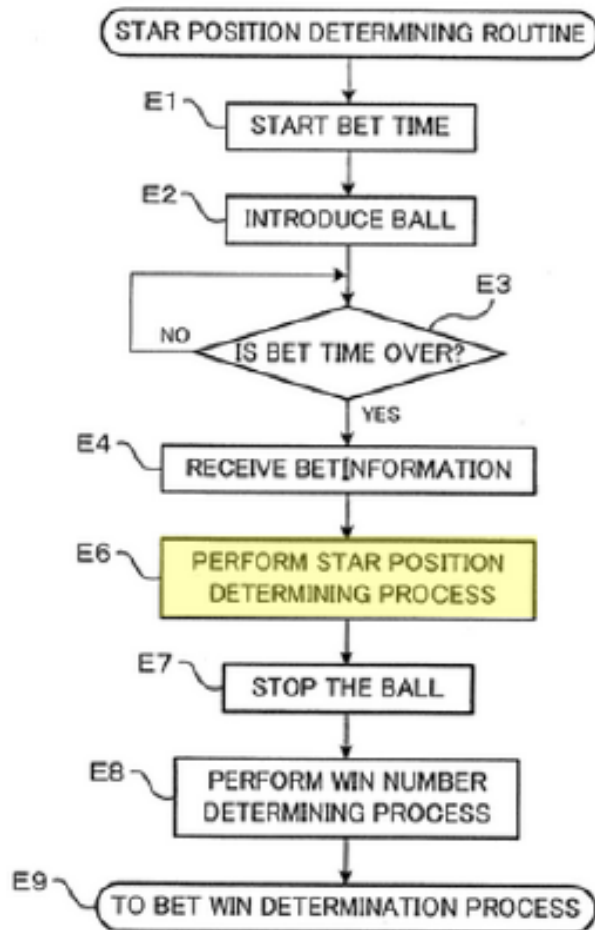 STAR POSITION DETERMINING ROUTINE
E1
START BET TIME
E2
INTRODUCE BALL
E3
IS BET TIME OVER?
NO
YES
E4
RECEIVE BETINFORMATION
E6
PERFORM STAR POSITION
DETERMINING PROCESS
E7
STOP THE BALL
E8
PERFORM WIN NUMBER
DETERMINING PROCESS
E9
TO BET WIN DETERMINATION PROCESS